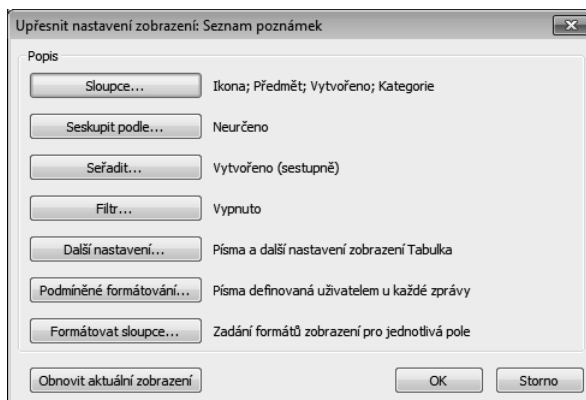 Upřesnit nastavení zobrazení: Seznam poznámek
Popis
Sloupce... Ikona; Předmět; Vytvořeno; Kategorie
Seskupit podle... Neurčeno
Seřadit... Vytvořeno (sestupně)
Filtr... Vypnuto
Další nastavení... Písma a další nastavení zobrazení Tabulka
Podmíněné formátování... Písma definovaná uživatelem u každé zprávy
Formátovat sloupce... Zadání formátů zobrazení pro jednotlivá pole
Obnovit aktuální zobrazení OK Storno